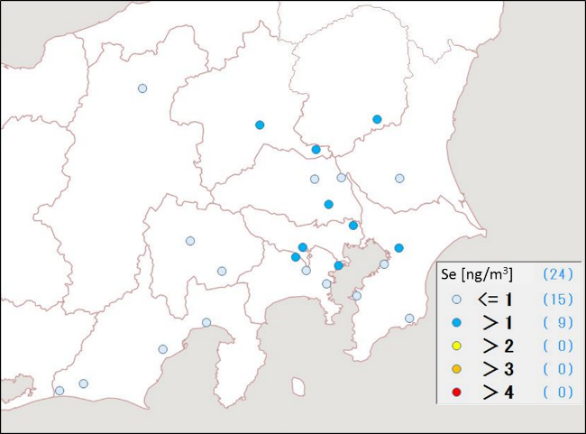 Se [ng/m³] (24)
<= 1 (15)
> 1 ( 9)
> 2 ( 0)
> 3 ( 0)
> 4 ( 0)